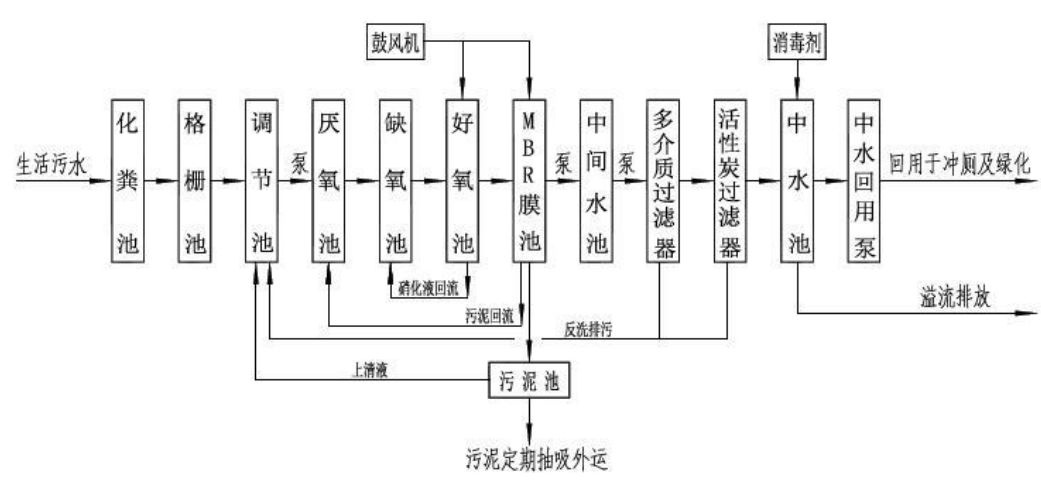 鼓风机
消毒剂
生活污水
化粪池
格栅池
调节池
泵
厌氧池
缺氧池
好氧池
MBR膜池
泵
中间水池
泵
多介质过滤器
活性炭过滤器
中水池
中水回用泵
回用于冲厕及绿化
硝化液回流
污泥回流
反洗排污
溢流排放
上清液
污泥池
污泥定期抽吸外运